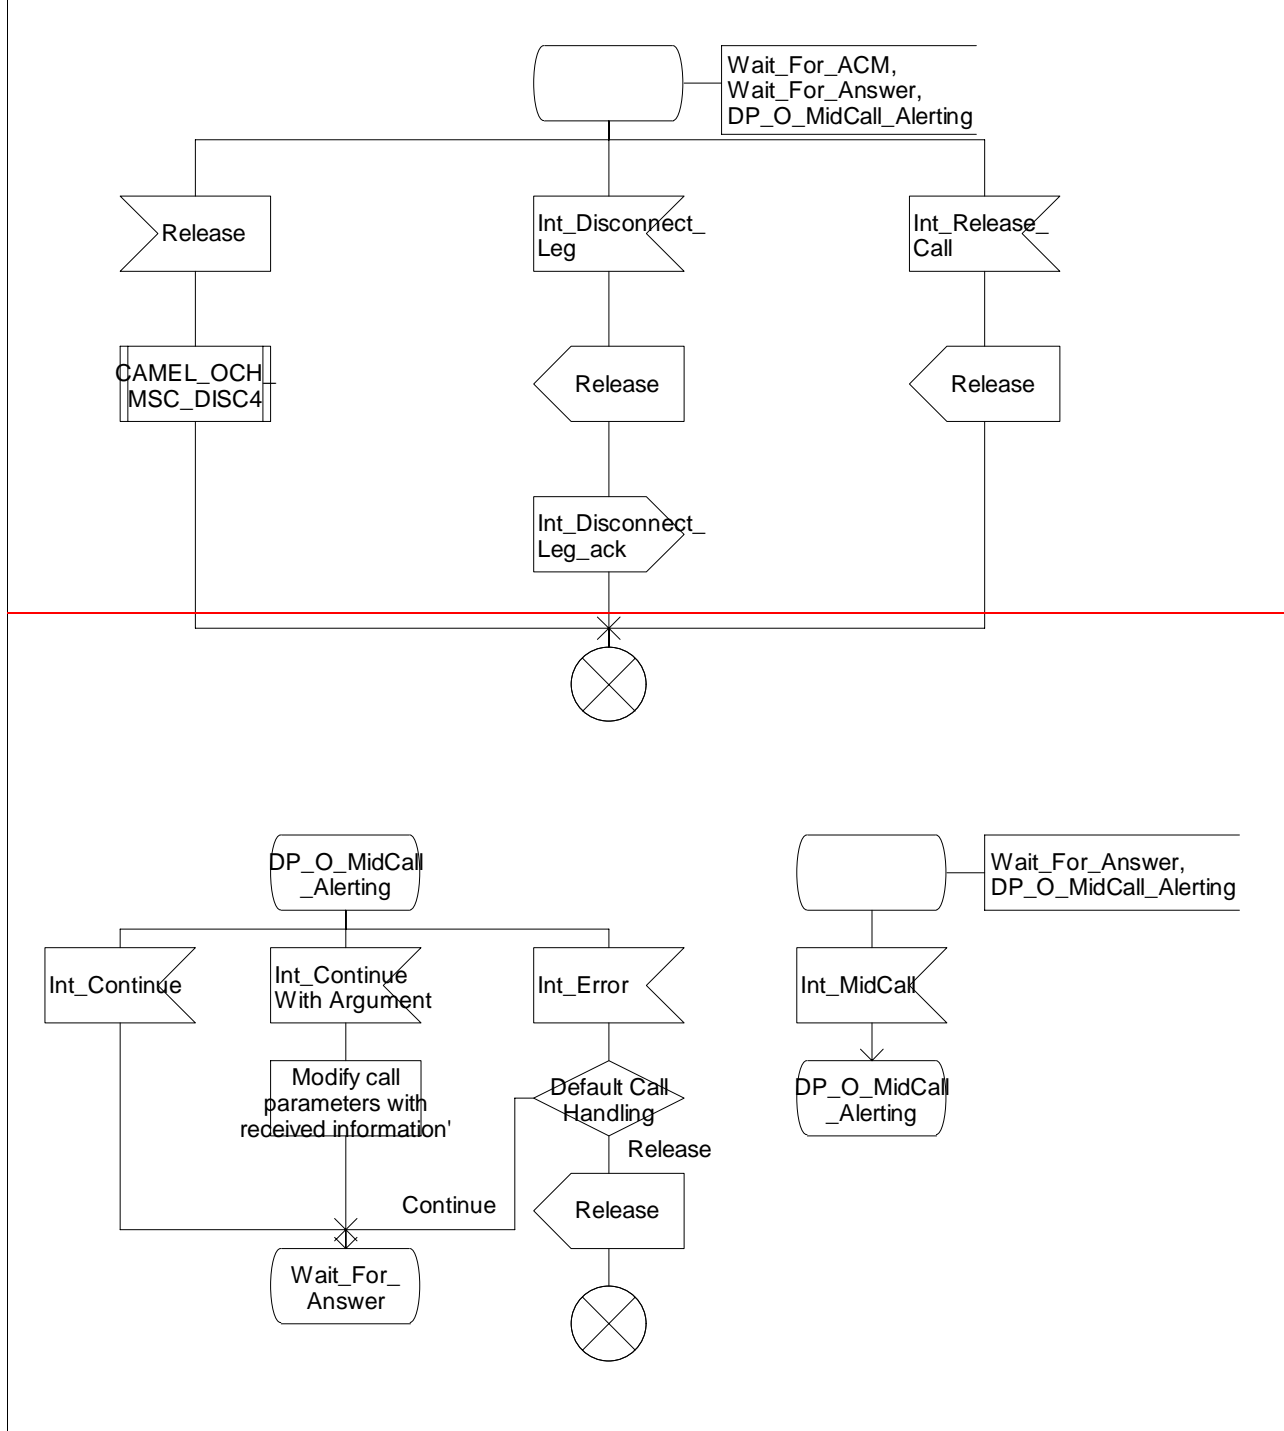 Wait_For_ACM,
Wait_For_Answer,
DP_O_MidCall_Alerting
Release
Int_Disconnect_
Leg
Int_Release_
Call
CAMEL_OCH_
MSC_DISC4
Release
Release
Int_Disconnect_
Leg_ack
DP_O_MidCall
_Alerting
Wait_For_Answer,
DP_O_MidCall_Alerting
Int_Continue
Int_Continue
With Argument
Int_Error
Int_MidCall
Modify call
parameters with
received information'
Default Call
Handling
DP_O_MidCall
_Alerting
Release
Continue
Release
Wait_For_
Answer